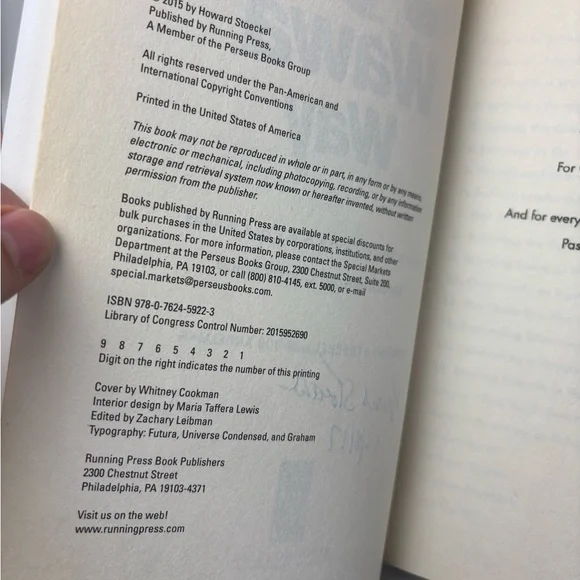 2015 by Howard Stoeckel
Published by Running Press,
A Member of the Perseus Books Group
All rights reserved under the Pan-American and
International Copyright Conventions
Printed in the United States of America
This book may not be reproduced in whole or in part, in any form or by any means,
electronic or mechanical, including photocopying, recording, or by any information
storage and retrieval system now known or hereafter invented, without written
permission from the publisher.
Books published by Running Press are available at special discounts for
bulk purchases in the United States by corporations, institutions, and other
organizations. For more information, please contact the Special Markets
Department at the Perseus Books Group, 2300 Chestnut Street, Suite 200,
Philadelphia, PA 19103, or call (800) 810-4145, ext. 5000, or e-mail
special.markets@perseusbooks.com.
ISBN 978-0-7624-5922-3
Library of Congress Control Number: 2015952690
9 8 7 6 5 4 3 2 1
Digit on the right indicates the number of this printing
Cover by Whitney Cookman
Interior design by Maria Taffera Lewis
Edited by Zachary Leibman
Typography: Futura, Universe Condensed, and Graham
Running Press Book Publishers
2300 Chestnut Street
Philadelphia, PA 19103-4371
Visit us on the web!
www.runningpress.com
For
And for every
Pas